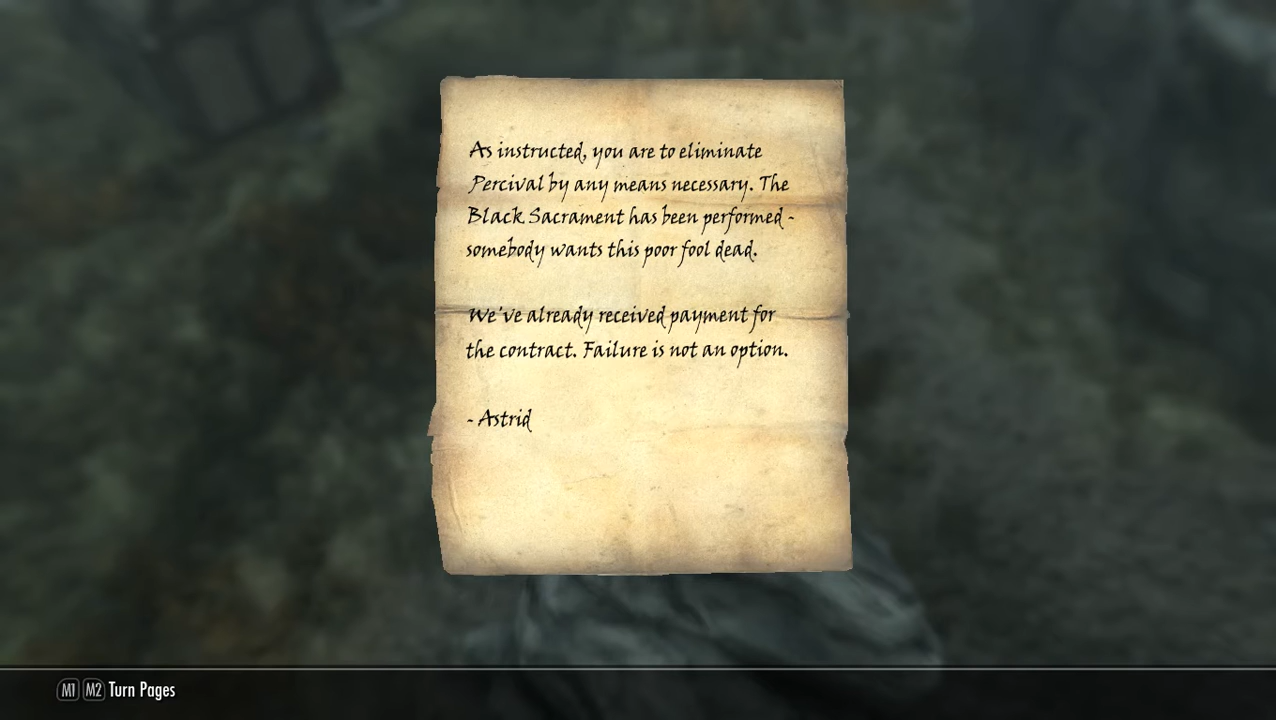 As instructed, you are to eliminate
Percival by any means necessary. The
Black Sacrament has been performed -
somebody wants this poor fool dead.
We've already received payment for
the contract. Failure is not an option.
- Astrid
M1 M2 Turn Pages